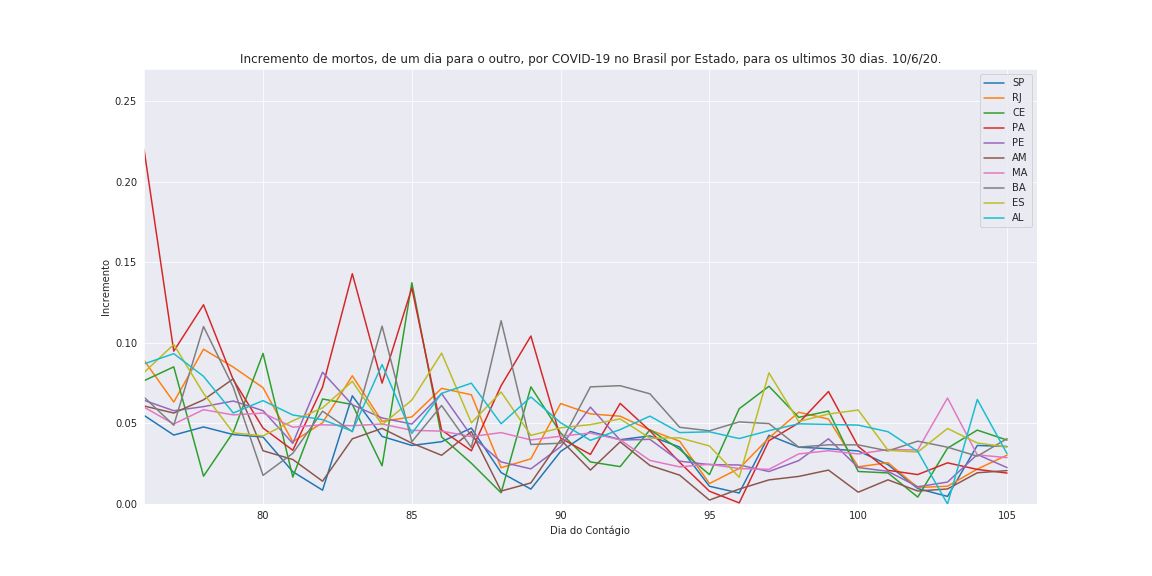 Incremento de mortos, de um dia para o outro, por COVID-19 no Brasil por Estado, para os ultimos 30 dias. 10/6/20.
SP
RJ
CE
PA
PE
AM
MA
BA
ES
AL
Incremento
0.25
0.20
0.15
0.10
0.05
0.00
80 85 90 95 100 105
Dia do Contágio